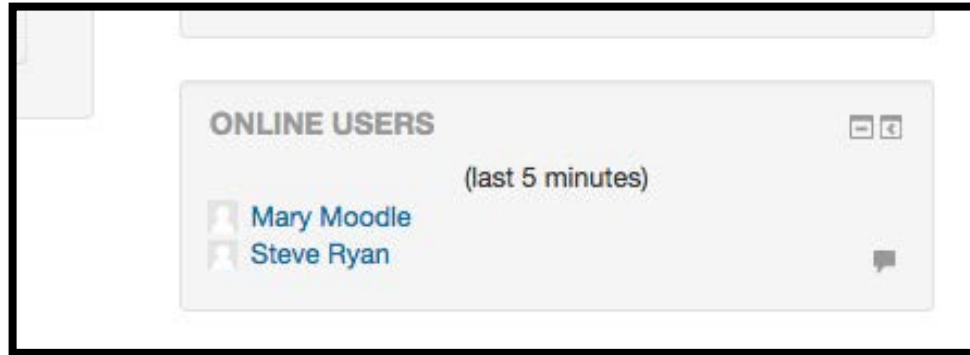 ONLINE USERS
(last 5 minutes)
Mary Moodle
Steve Ryan